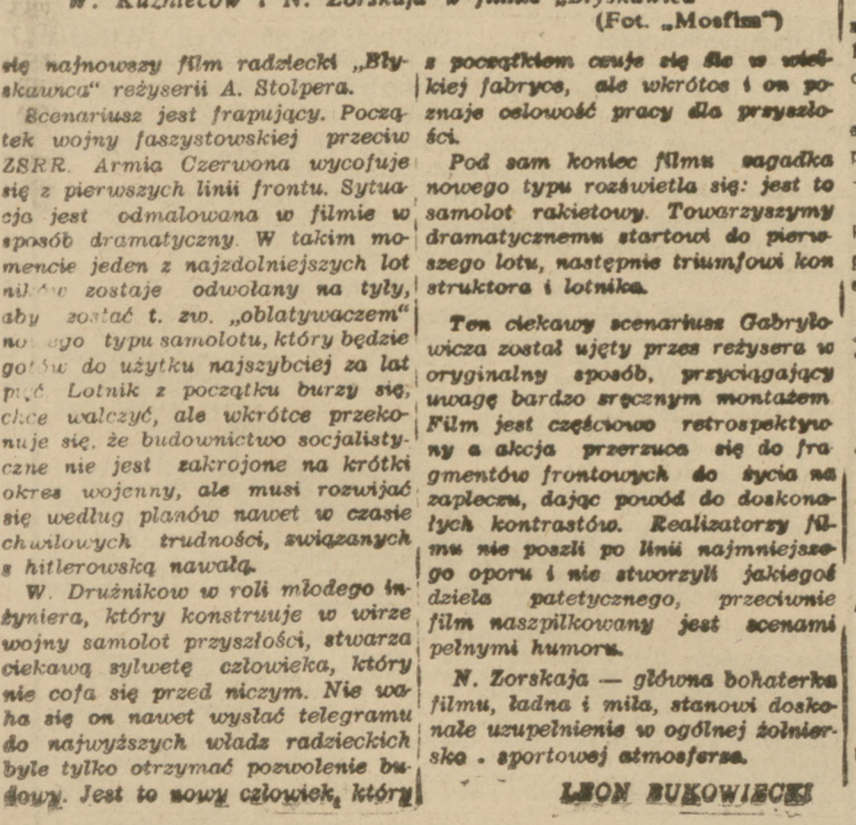 W. Kuzniecow i N. Zorskaja w filmie „Błyskawica"
(Fot. „Mosfilm")
się najnowszy film radziecki „Bły-
skawica" reżyserii A. Stolpera.
Scenariusz jest frapujący. Począ-
tek wojny faszystowskiej przeciw
ZSRR. Armia Czerwona wycofuje
się z pierwszych linii frontu. Sytua-
cja jest odmalowana w filmie w
sposób dramatyczny. W takim mo-
mencie jeden z najzdolniejszych lot
ników zostaje odwołany na tyły,
aby zostać t. zw. „oblatywaczem"
no ego typu samolotu, który będzie
gotów do użytku najszybciej za lat
pięć Lotnik z początku burzy się,
chce walczyć, ale wkrótce przeko-
nuje się, że budownictwo socjalisty-
czne nie jest zakrojone na krótki
okres wojenny, ale musi rozwijać
się według planów nawet w czasie
chwilowych trudności, związanych
z hitlerowską nawałą.
W. Drużnikow w roli młodego in-
żyniera, który konstruuje w wirze
wojny samolot przyszłości, stwarza
ciekawą sylwetę człowieka, który
nie cofa się przed niczym. Nie wa-
ha się on nawet wysłać telegramu
do najwyższych władz radzieckich
byle tylko otrzymać pozwolenie bu-
dowy. Jest to nowy człowiek, który
z początkiem czuje się źle w wiel-
kiej fabryce, ale wkrótce i on po-
znaje celowość pracy dla przyszło-
ści.
Pod sam koniec filmu zagadka
nowego typu rozświetla się: jest to
samolot rakietowy. Towarzyszymy
dramatycznemu startowi do pierw-
szego lotu, następnie triumfowi kon
struktora i lotnika.
Ten ciekawy scenariusz Gabryło-
wicza został ujęty przez reżysera w
oryginalny sposób, przyciągający
uwagę bardzo zręcznym montażem
Film jest częściowo retrospektyw-
ny a akcja przerzuca się do fra-
gmentów frontowych do życia na
zapleczu, dając powód do doskona-
łych kontrastów. Realizatorzy fil-
mu nie poszli po linii najmniejsze-
go oporu i nie stworzyli jakiegoś
dzieła patetycznego, przeciwnie
film naszpilkowany jest scenami
pełnymi humoru.
N. Zorskaja — główna bohaterka
filmu, ładna i miła, stanowi dosko-
nałe uzupełnienie w ogólnej żołnier-
sko - sportowej atmosferze.
LEON BUKOWIECKI